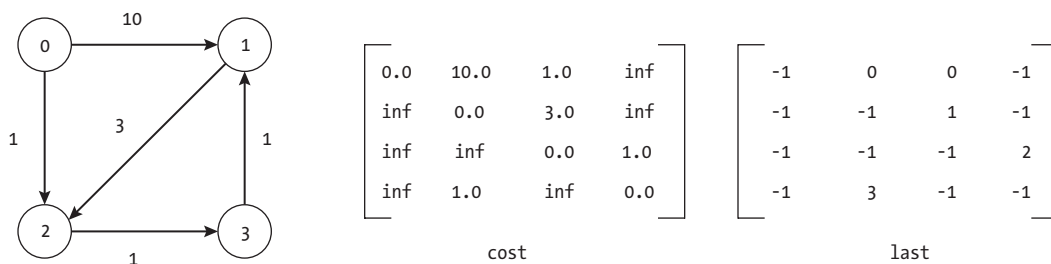 10
0
1
1
3
1
2
3
1
0.0 10.0 1.0 inf
inf 0.0 3.0 inf
inf inf 0.0 1.0
inf 1.0 inf 0.0
cost
-1 0 0 -1
-1 -1 1 -1
-1 -1 -1 2
-1 3 -1 -1
last